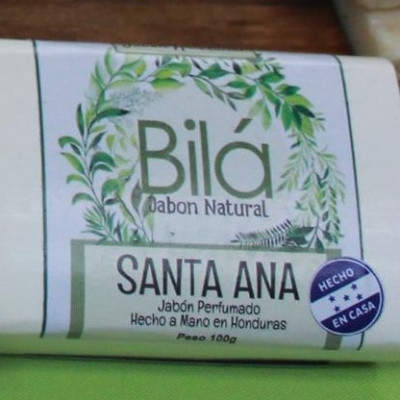 Bilá
Jabon Natural
SANTA ANA
Jabón Perfumado
Hecho a Mano en Honduras
Peso 100g
HECHO
EN CASA